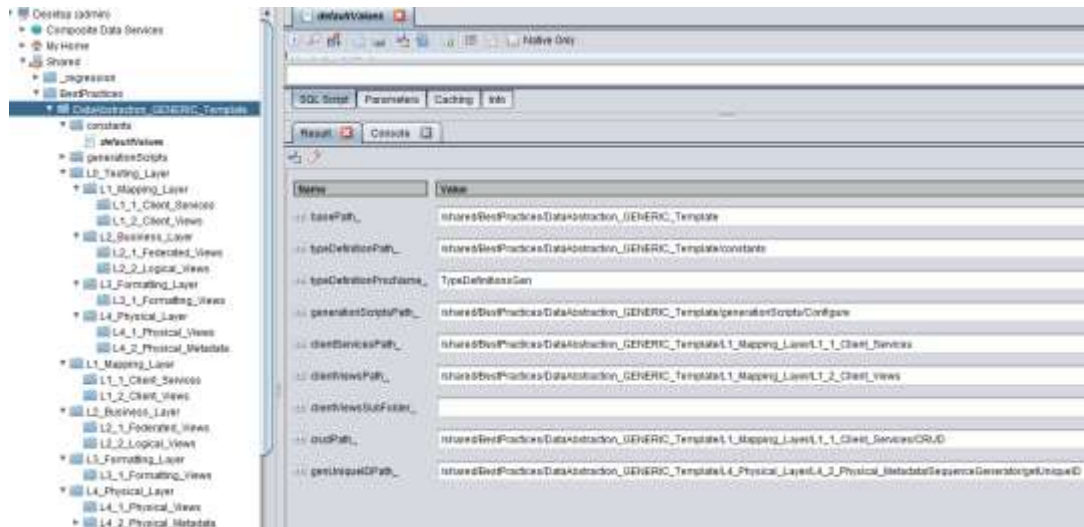 Desktop (admin)
Composite Data Services
My Home
Shared
_regression
BestPractices
DataAbstraction_GENERIC_Template
constants
defaultValues
generationScripts
L0_Testing_Layer
L1_Mapping_Layer
L1_1_Client_Services
L1_2_Client_Views
L2_Business_Layer
L2_1_Federated_Views
L2_2_Logical_Views
L3_Formatting_Layer
L3_1_Formatting_Views
L4_Physical_Layer
L4_1_Physical_Views
L4_2_Physical_Metadata
L1_Mapping_Layer
L1_1_Client_Services
L1_2_Client_Views
L2_Business_Layer
L2_1_Federated_Views
L2_2_Logical_Views
L3_Formatting_Layer
L3_1_Formatting_Views
L4_Physical_Layer
L4_1_Physical_Views
L4_2_Physical_Metadata
defaultValues
Native Only
SQL Script Parameters Caching Info
Result Console
Name Value
basePath_ /shared/BestPractices/DataAbstraction_GENERIC_Template
typeDefinitionPath_ /shared/BestPractices/DataAbstraction_GENERIC_Template/constants
typeDefinitionProcName_ TypeDefinitionsGen
generationScriptsPath_ /shared/BestPractices/DataAbstraction_GENERIC_Template/generationScripts/Configure
clientServicesPath_ /shared/BestPractices/DataAbstraction_GENERIC_Template/L1_Mapping_Layer/L1_1_Client_Services
clientViewsPath_ /shared/BestPractices/DataAbstraction_GENERIC_Template/L1_Mapping_Layer/L1_2_Client_Views
clientViewsSubFolder_
crudPath_ /shared/BestPractices/DataAbstraction_GENERIC_Template/L1_Mapping_Layer/L1_1_Client_Services/CRUD
genUniqueIDPath_ /shared/BestPractices/DataAbstraction_GENERIC_Template/L4_Physical_Layer/L4_2_Physical_Metadata/SequenceGenerator/getUniqueID